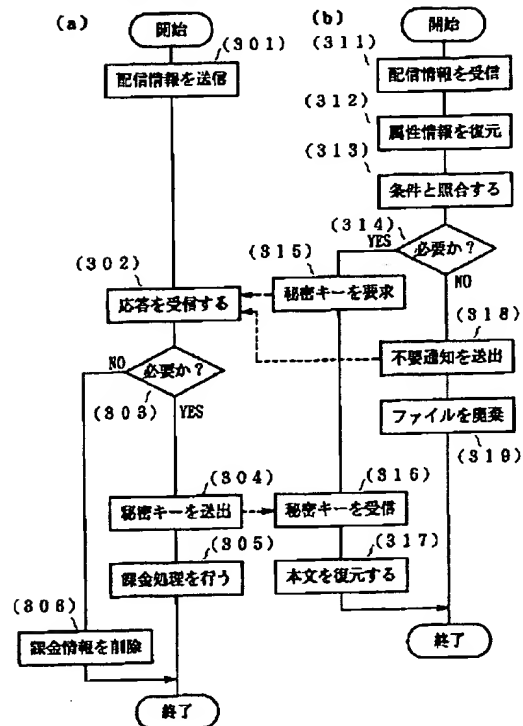 (a)
開始
(301)
配信情報を送信
(302)
応答を受信する
NO
必要か?
(303)
YES
(304)
秘密キーを送出
(305)
課金処理を行う
(306)
課金情報を削除
終了
(b)
開始
(311)
配信情報を受信
(312)
属性情報を復元
(313)
条件と照合する
(314)
YES
必要か?
NO
(315)
秘密キーを要求
(318)
不要通知を送出
ファイルを廃棄
(319)
(316)
秘密キーを受信
(317)
本文を復元する
終了